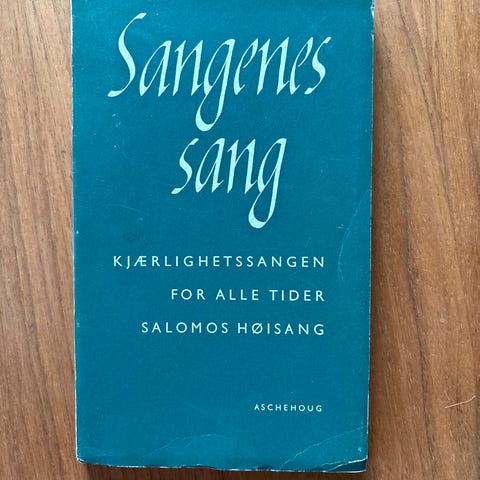 Sangenes
sang
KJÆRLIGHETSSANGEN
FOR ALLE TIDER
SALOMOS HØISANG
ASCHEHOUG